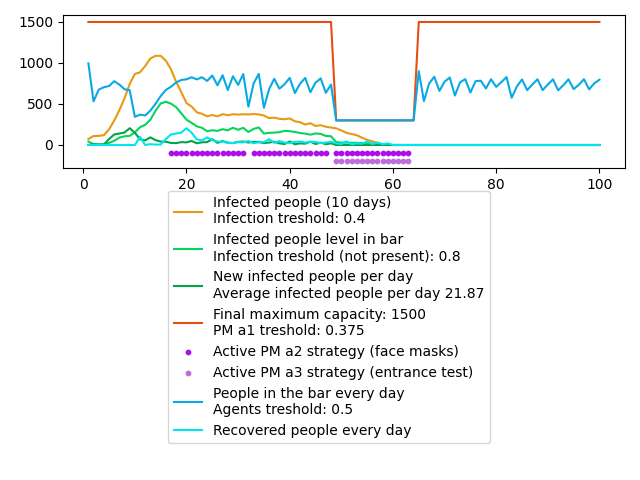 1500
1000
500
0
0
20
40
60
80
100
Infected people (10 days)
Infection treshold: 0.4
Infected people level in bar
Infection treshold (not present): 0.8
New infected people per day
Average infected people per day 21.87
Final maximum capacity: 1500
PM a1 treshold: 0.375
Active PM a2 strategy (face masks)
Active PM a3 strategy (entrance test)
People in the bar every day
Agents treshold: 0.5
Recovered people every day